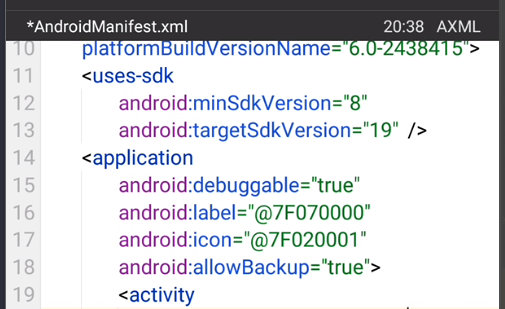 *AndroidManifest.xml 20:38 AXML
10 platformBuildVersionName="6.0-2438415">
11 <uses-sdk
12 android:minSdkVersion="8"
13 android:targetSdkVersion="19" />
14 <application
15 android:debuggable="true"
16 android:label="@7F070000"
17 android:icon="@7F020001"
18 android:allowBackup="true">
19 <activity